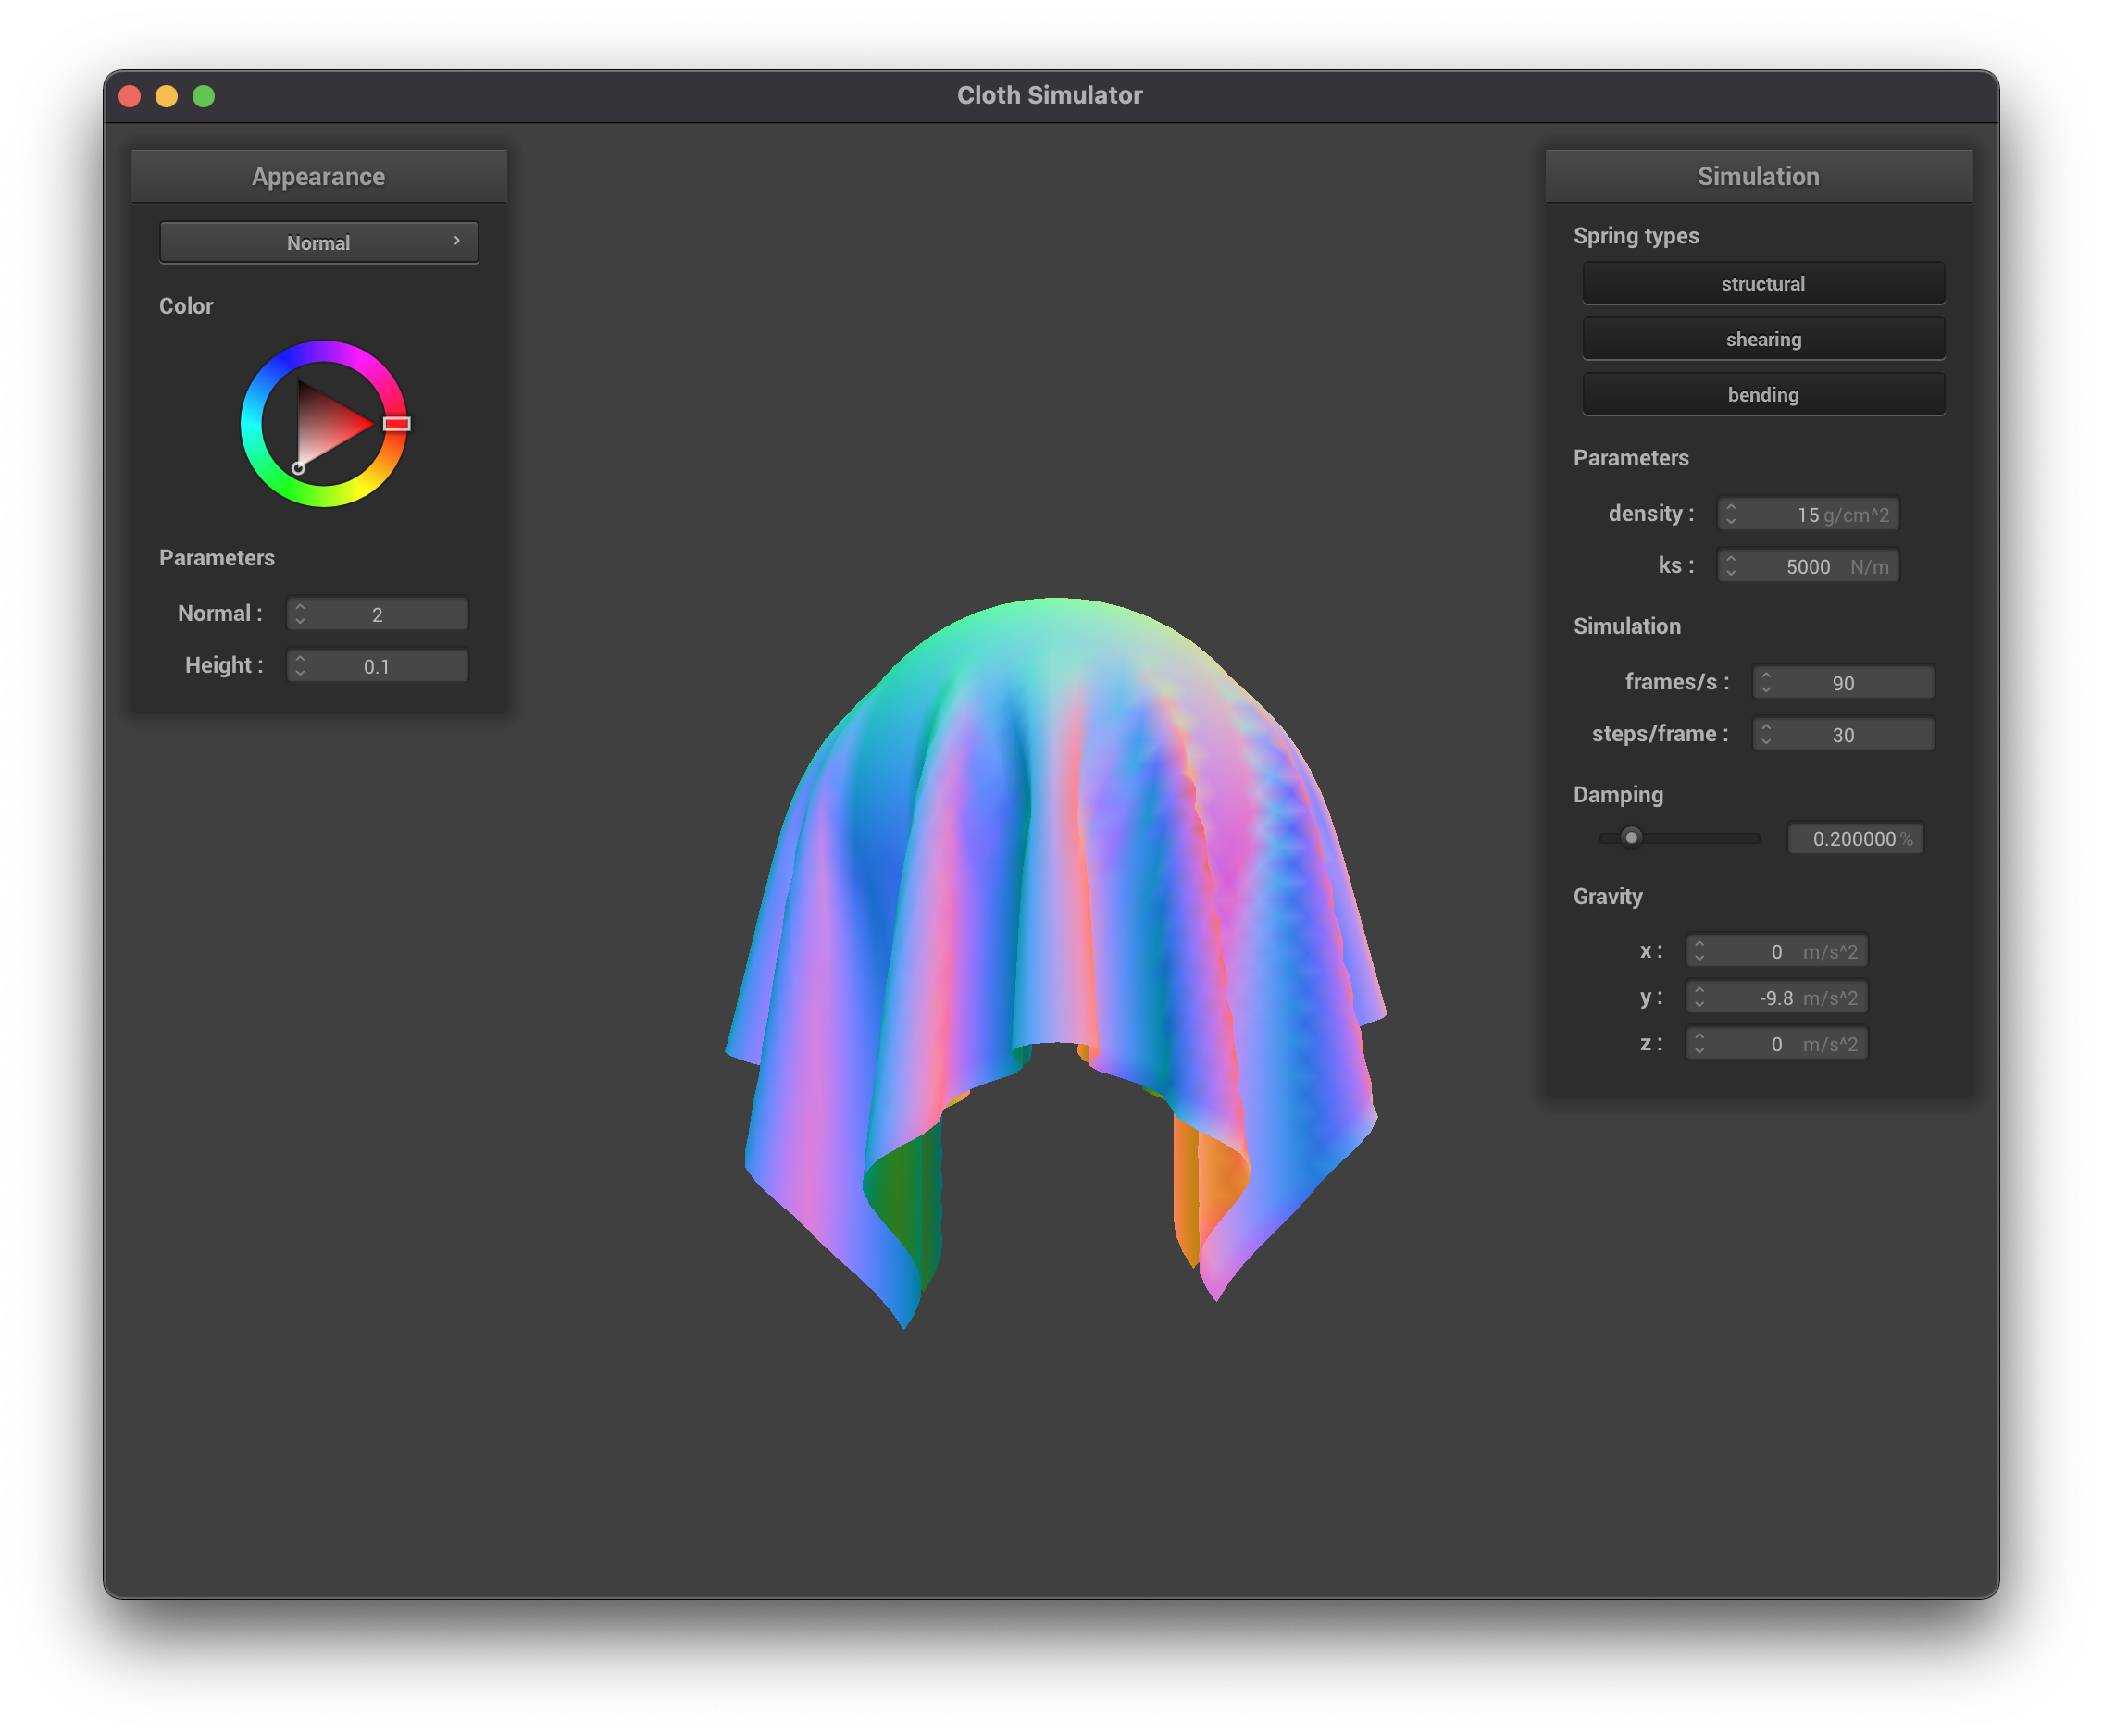 Cloth Simulator
Appearance
Normal
Color
Parameters
Normal :
2
Height :
0.1
Simulation
Spring types
structural
shearing
bending
Parameters
density :
15 g/cm^2
ks :
5000 N/m
Simulation
frames/s :
90
steps/frame :
30
Damping
0.200000 %
Gravity
x :
0 m/s^2
y :
-9.8 m/s^2
z :
0 m/s^2